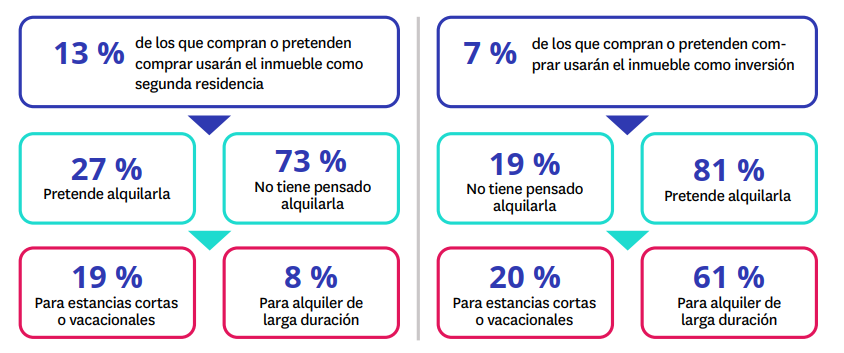 13 % de los que compran o pretenden
comprar usarán el inmueble como
segunda residencia
27 %
Pretende alquilarla
73 %
No tiene pensado
alquilarla
19 %
Para estancias cortas
o vacacionales
8 %
Para alquiler de
larga duración
7 % de los que compran o pretenden com-
prar usarán el inmueble como inversión
19 %
No tiene pensado
alquilarla
81 %
Pretende alquilarla
20 %
Para estancias cortas
o vacacionales
61 %
Para alquiler de
larga duración